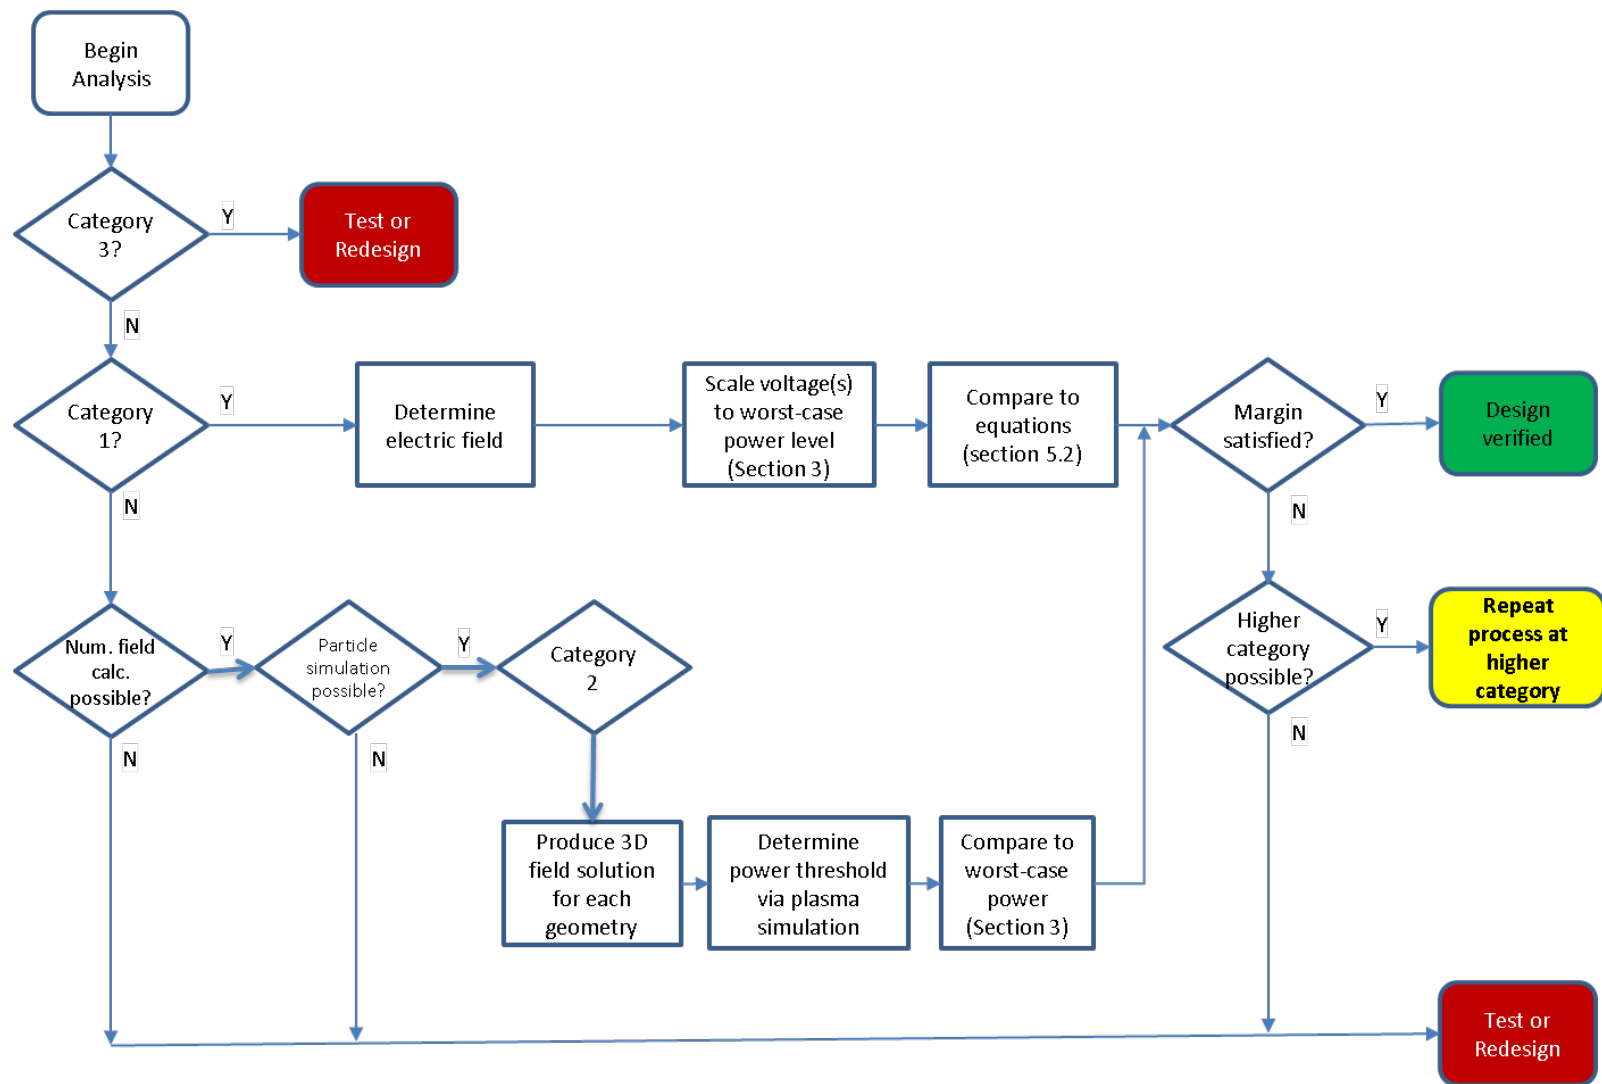 Begin
Analysis
Category
3?
Y
Test or
Redesign
N
Category
1?
Y
Determine
electric field
Scale voltage(s)
to worst-case
power level
(Section 3)
Compare to
equations
(section 5.2)
Margin
satisfied?
Y
Design
verified
N
N
Num. field
calc.
possible?
Y
Particle
simulation
possible?
Y
Category
2
Higher
category
possible?
Y
Repeat
process at
higher
category
N
N
N
Produce 3D
field solution
for each
geometry
Determine
power threshold
via plasma
simulation
Compare to
worst-case
power
(Section 3)
Test or
Redesign